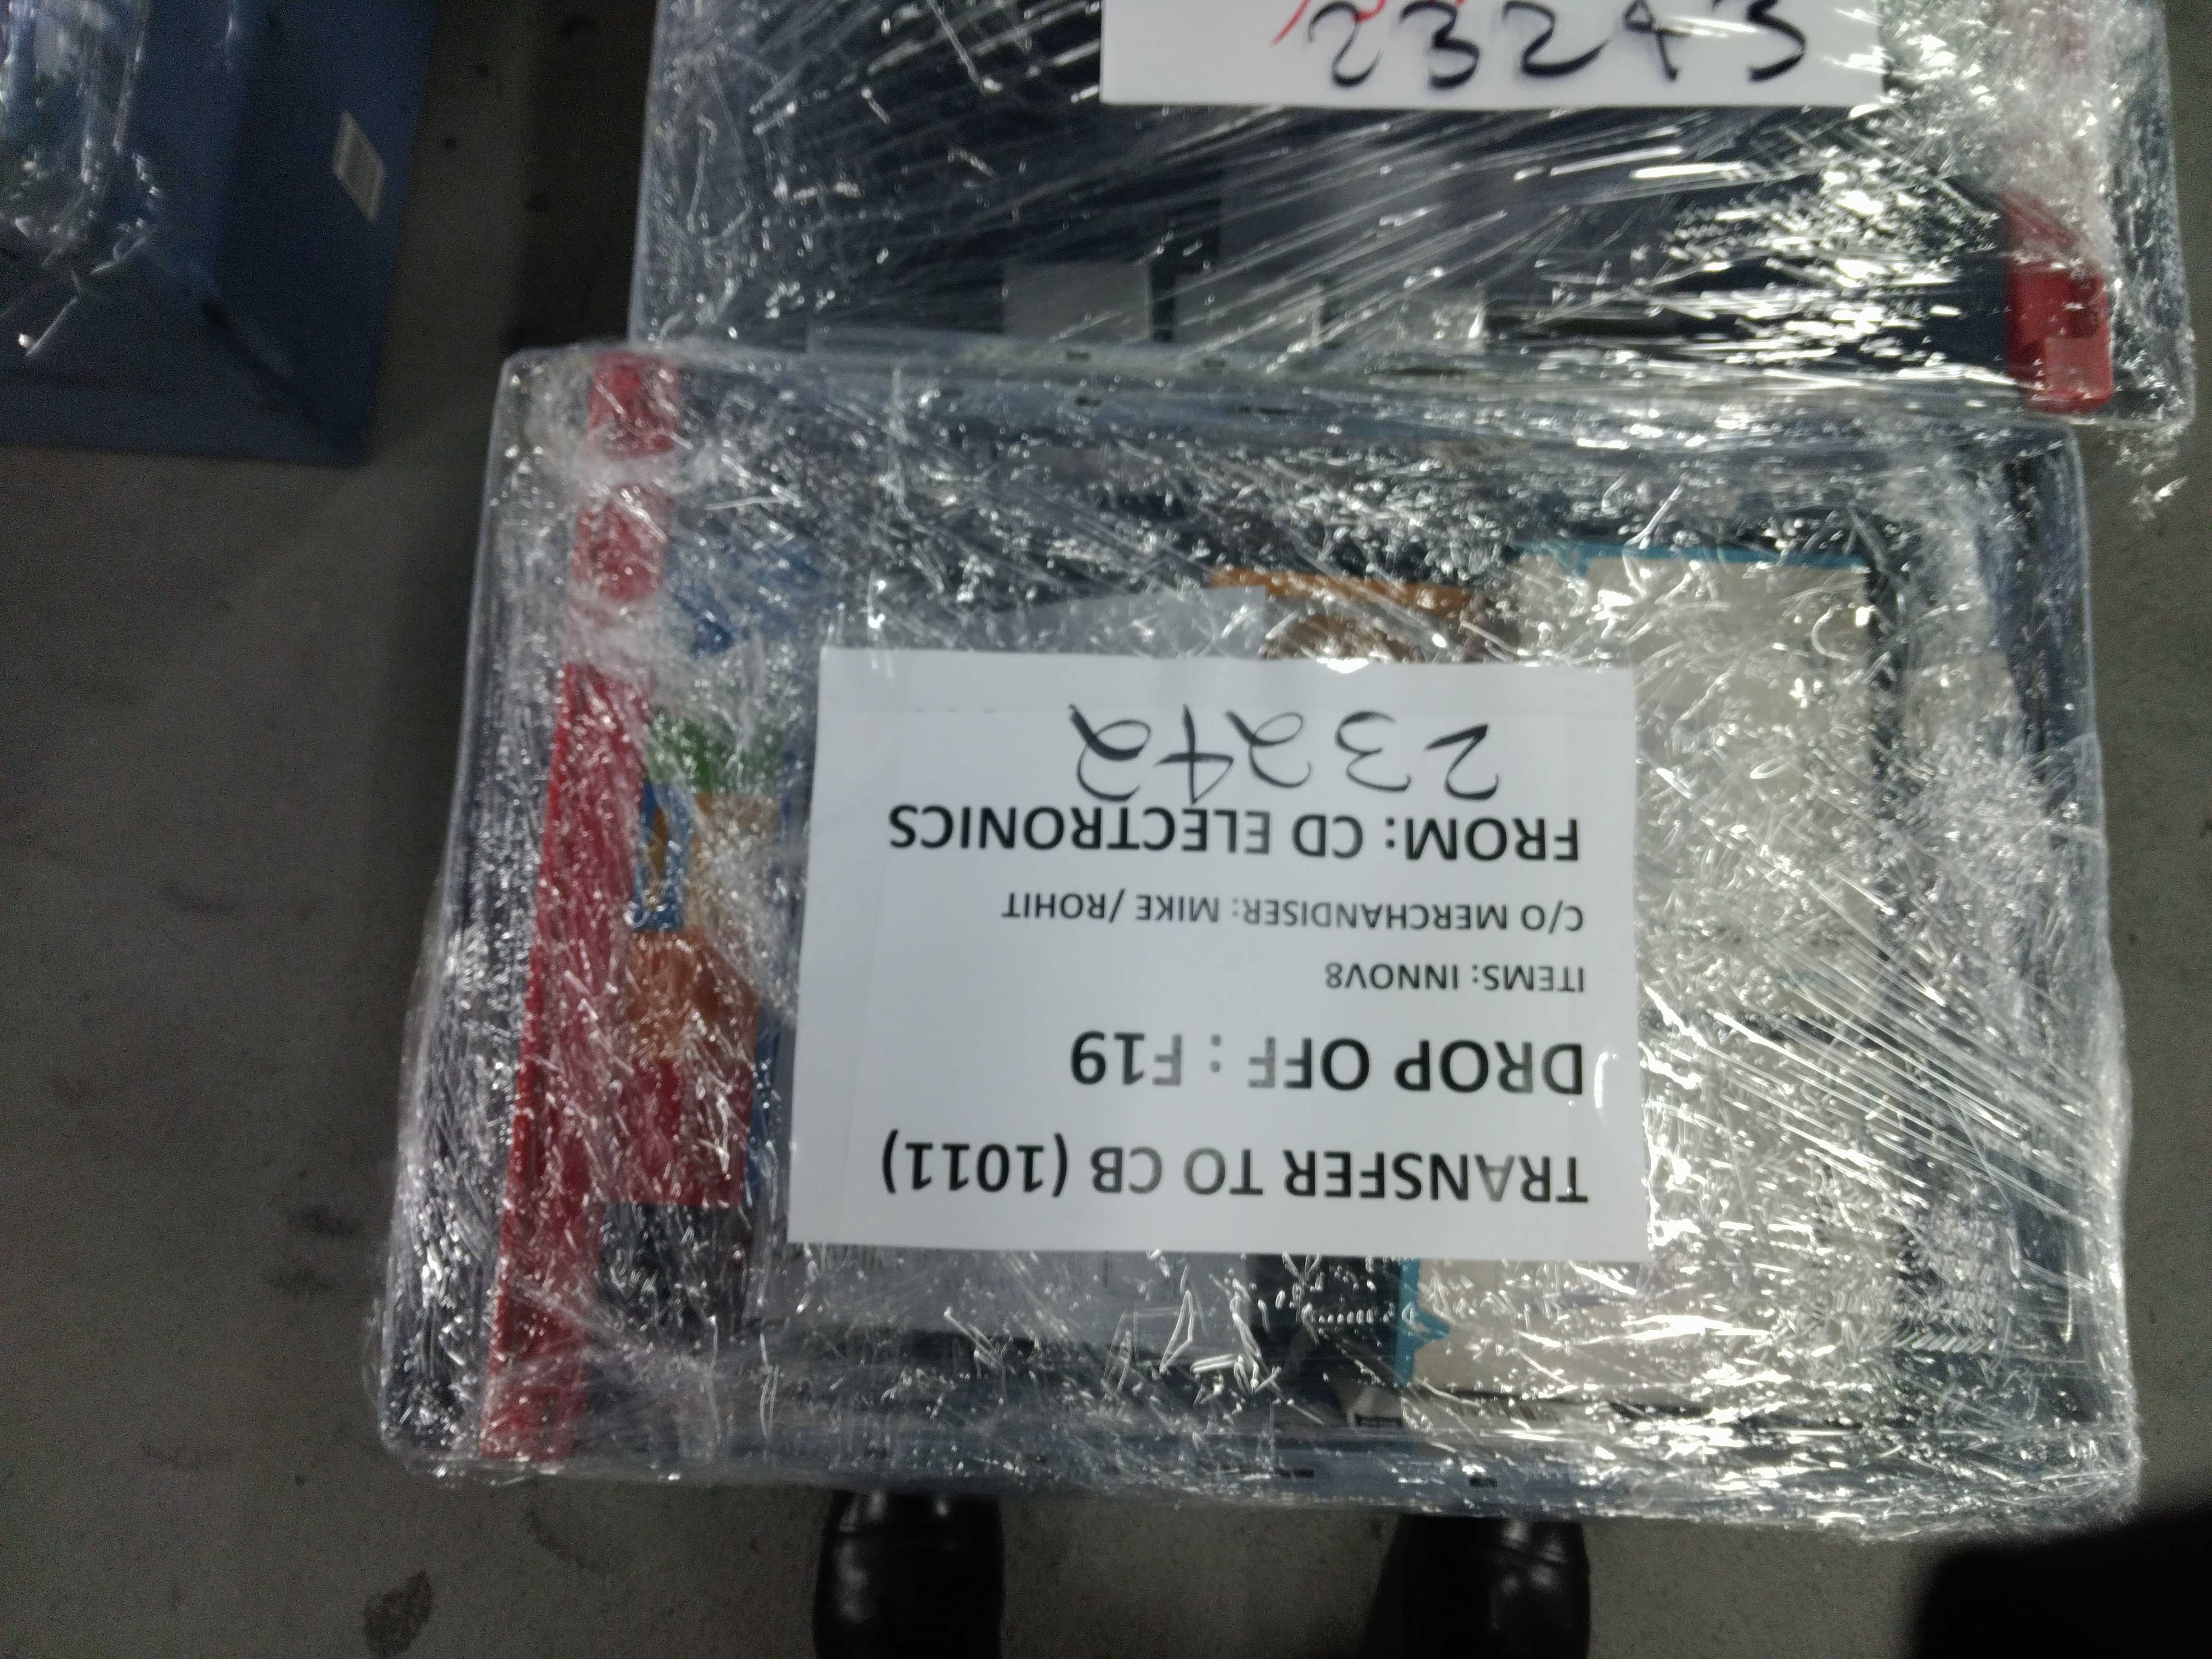 23243
TRANSFER TO CB (1011)
DROP OFF : F19
ITEMS: INNOV8
C/O MERCHANDISER: MIKE / ROHIT
FROM: CD ELECTRONICS
23242